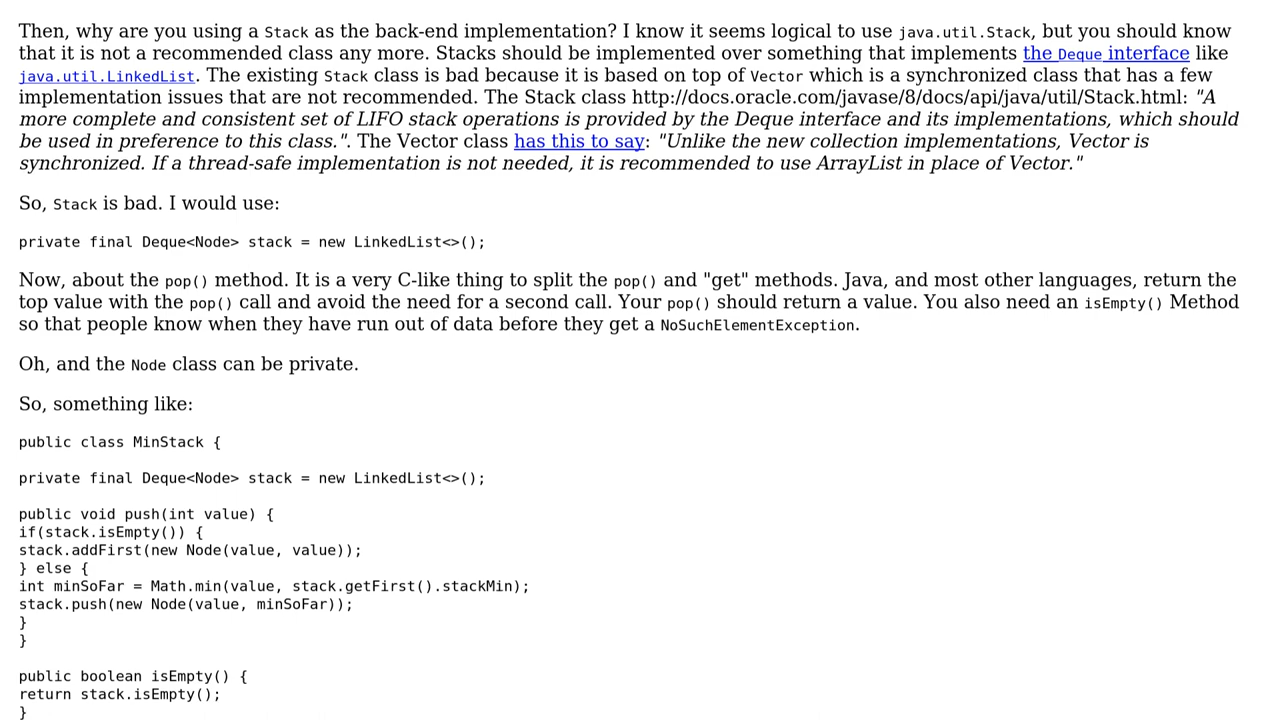 Then, why are you using a Stack as the back-end implementation? I know it seems logical to use java.util.Stack, but you should know
that it is not a recommended class any more. Stacks should be implemented over something that implements the Deque interface like
java.util.LinkedList. The existing Stack class is bad because it is based on top of Vector which is a synchronized class that has a few
implementation issues that are not recommended. The Stack class http://docs.oracle.com/javase/8/docs/api/java/util/Stack.html: "A
more complete and consistent set of LIFO stack operations is provided by the Deque interface and its implementations, which should
be used in preference to this class.". The Vector class has this to say: "Unlike the new collection implementations, Vector is
synchronized. If a thread-safe implementation is not needed, it is recommended to use ArrayList in place of Vector."
So, Stack is bad. I would use:
private final Deque<Node> stack = new LinkedList<>();
Now, about the pop() method. It is a very C-like thing to split the pop() and "get" methods. Java, and most other languages, return the
top value with the pop() call and avoid the need for a second call. Your pop() should return a value. You also need an isEmpty() Method
so that people know when they have run out of data before they get a NoSuchElementException.
Oh, and the Node class can be private.
So, something like:
public class MinStack {
private final Deque<Node> stack = new LinkedList<>();
public void push(int value) {
if(stack.isEmpty()) {
stack.addFirst(new Node(value, value));
} else {
int minSoFar = Math.min(value, stack.getFirst().stackMin);
stack.push(new Node(value, minSoFar));
}
}
public boolean isEmpty() {
return stack.isEmpty();
}